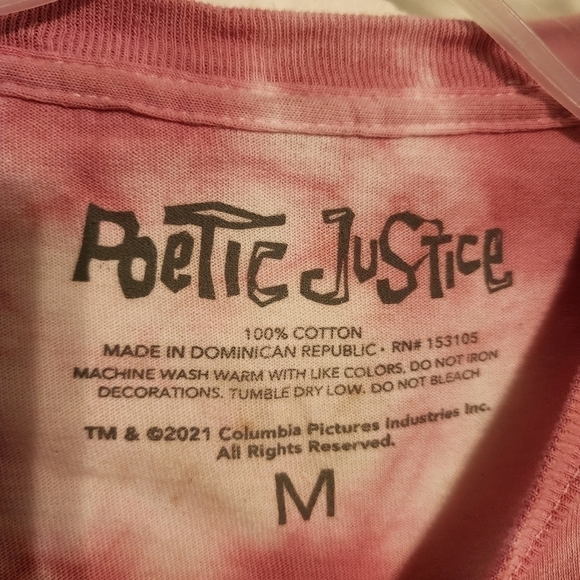 Poetic Justice
100% COTTON
MADE IN DOMINICAN REPUBLIC • RN# 153105
MACHINE WASH WARM WITH LIKE COLORS. DO NOT IRON
DECORATIONS. TUMBLE DRY LOW. DO NOT BLEACH
TM & ©2021 Columbia Pictures Industries Inc.
All Rights Reserved.
M